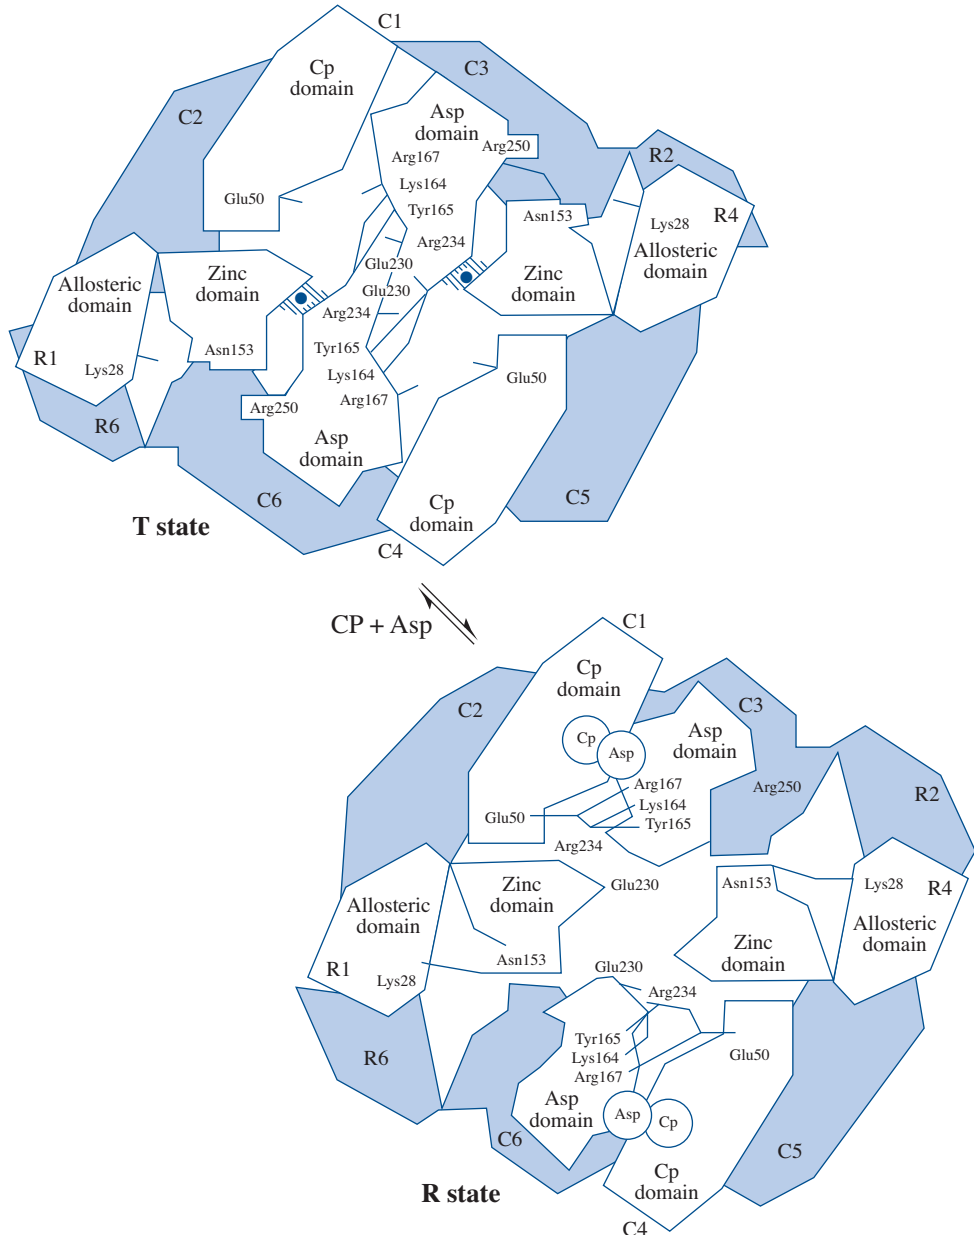 C1
Cp
domain
C3
C2
Asp
domain
Arg250
Arg167
R2
Lys164
Glu50
Tyr165
Asn153
R4
Lys28
Arg234
Allosteric
domain
Glu230
Zinc
domain
Zinc
domain
Allosteric
domain
Glu230
Arg234
Asn153
Tyr165
R1
Lys28
Lys164
Glu50
Arg167
Arg250
R6
Asp
domain
C6
C5
Cp
domain
T state
C4
CP + Asp
C1
Cp
domain
C2
C3
Asp
domain
Cp
Asp
Arg167
Arg250
R2
Lys164
Glu50
Tyr165
Arg234
Zinc
domain
Glu230
Asn153
Lys28
R4
Allosteric
domain
Allosteric
domain
Zinc
domain
Asn153
R1
Lys28
Glu230
Arg234
Tyr165
Lys164
Glu50
R6
Arg167
Asp
domain
Asp
Cp
C6
C5
Cp
domain
R state
C4